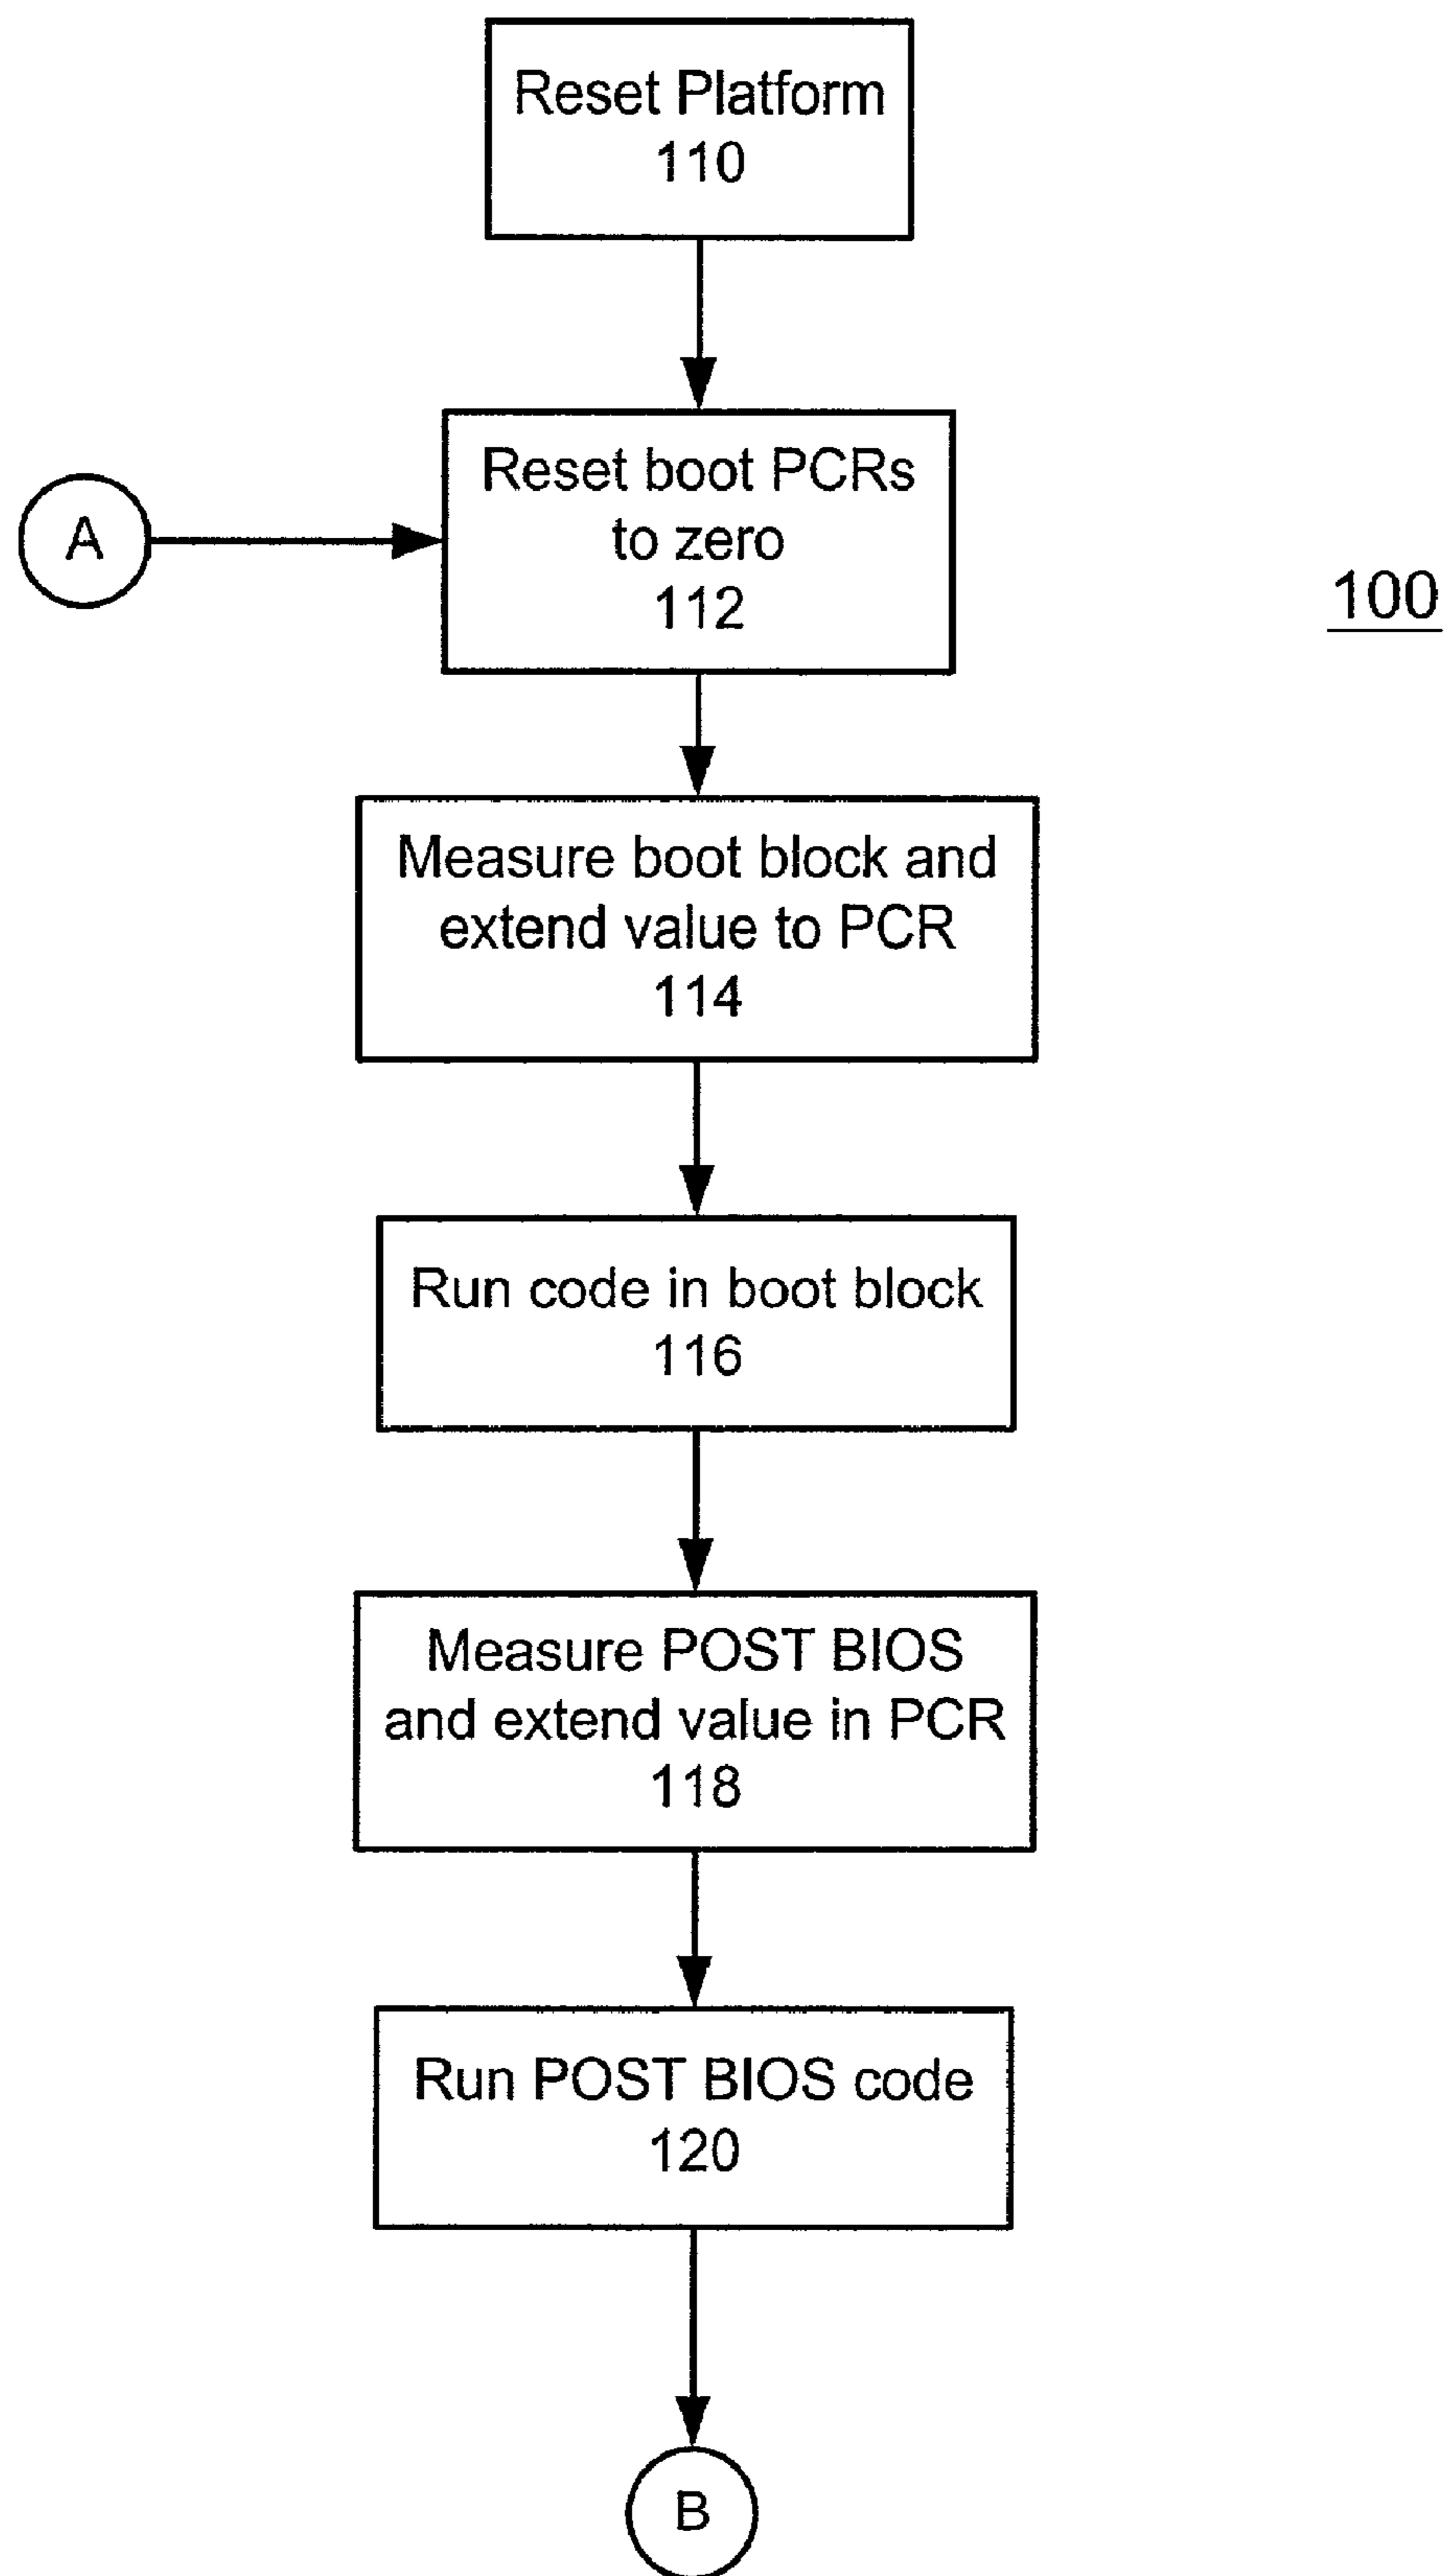 Reset Platform
110
A
Reset boot PCRs
to zero
112
100
Measure boot block and
extend value to PCR
114
Run code in boot block
116
Measure POST BIOS
and extend value in PCR
118
Run POST BIOS code
120
B